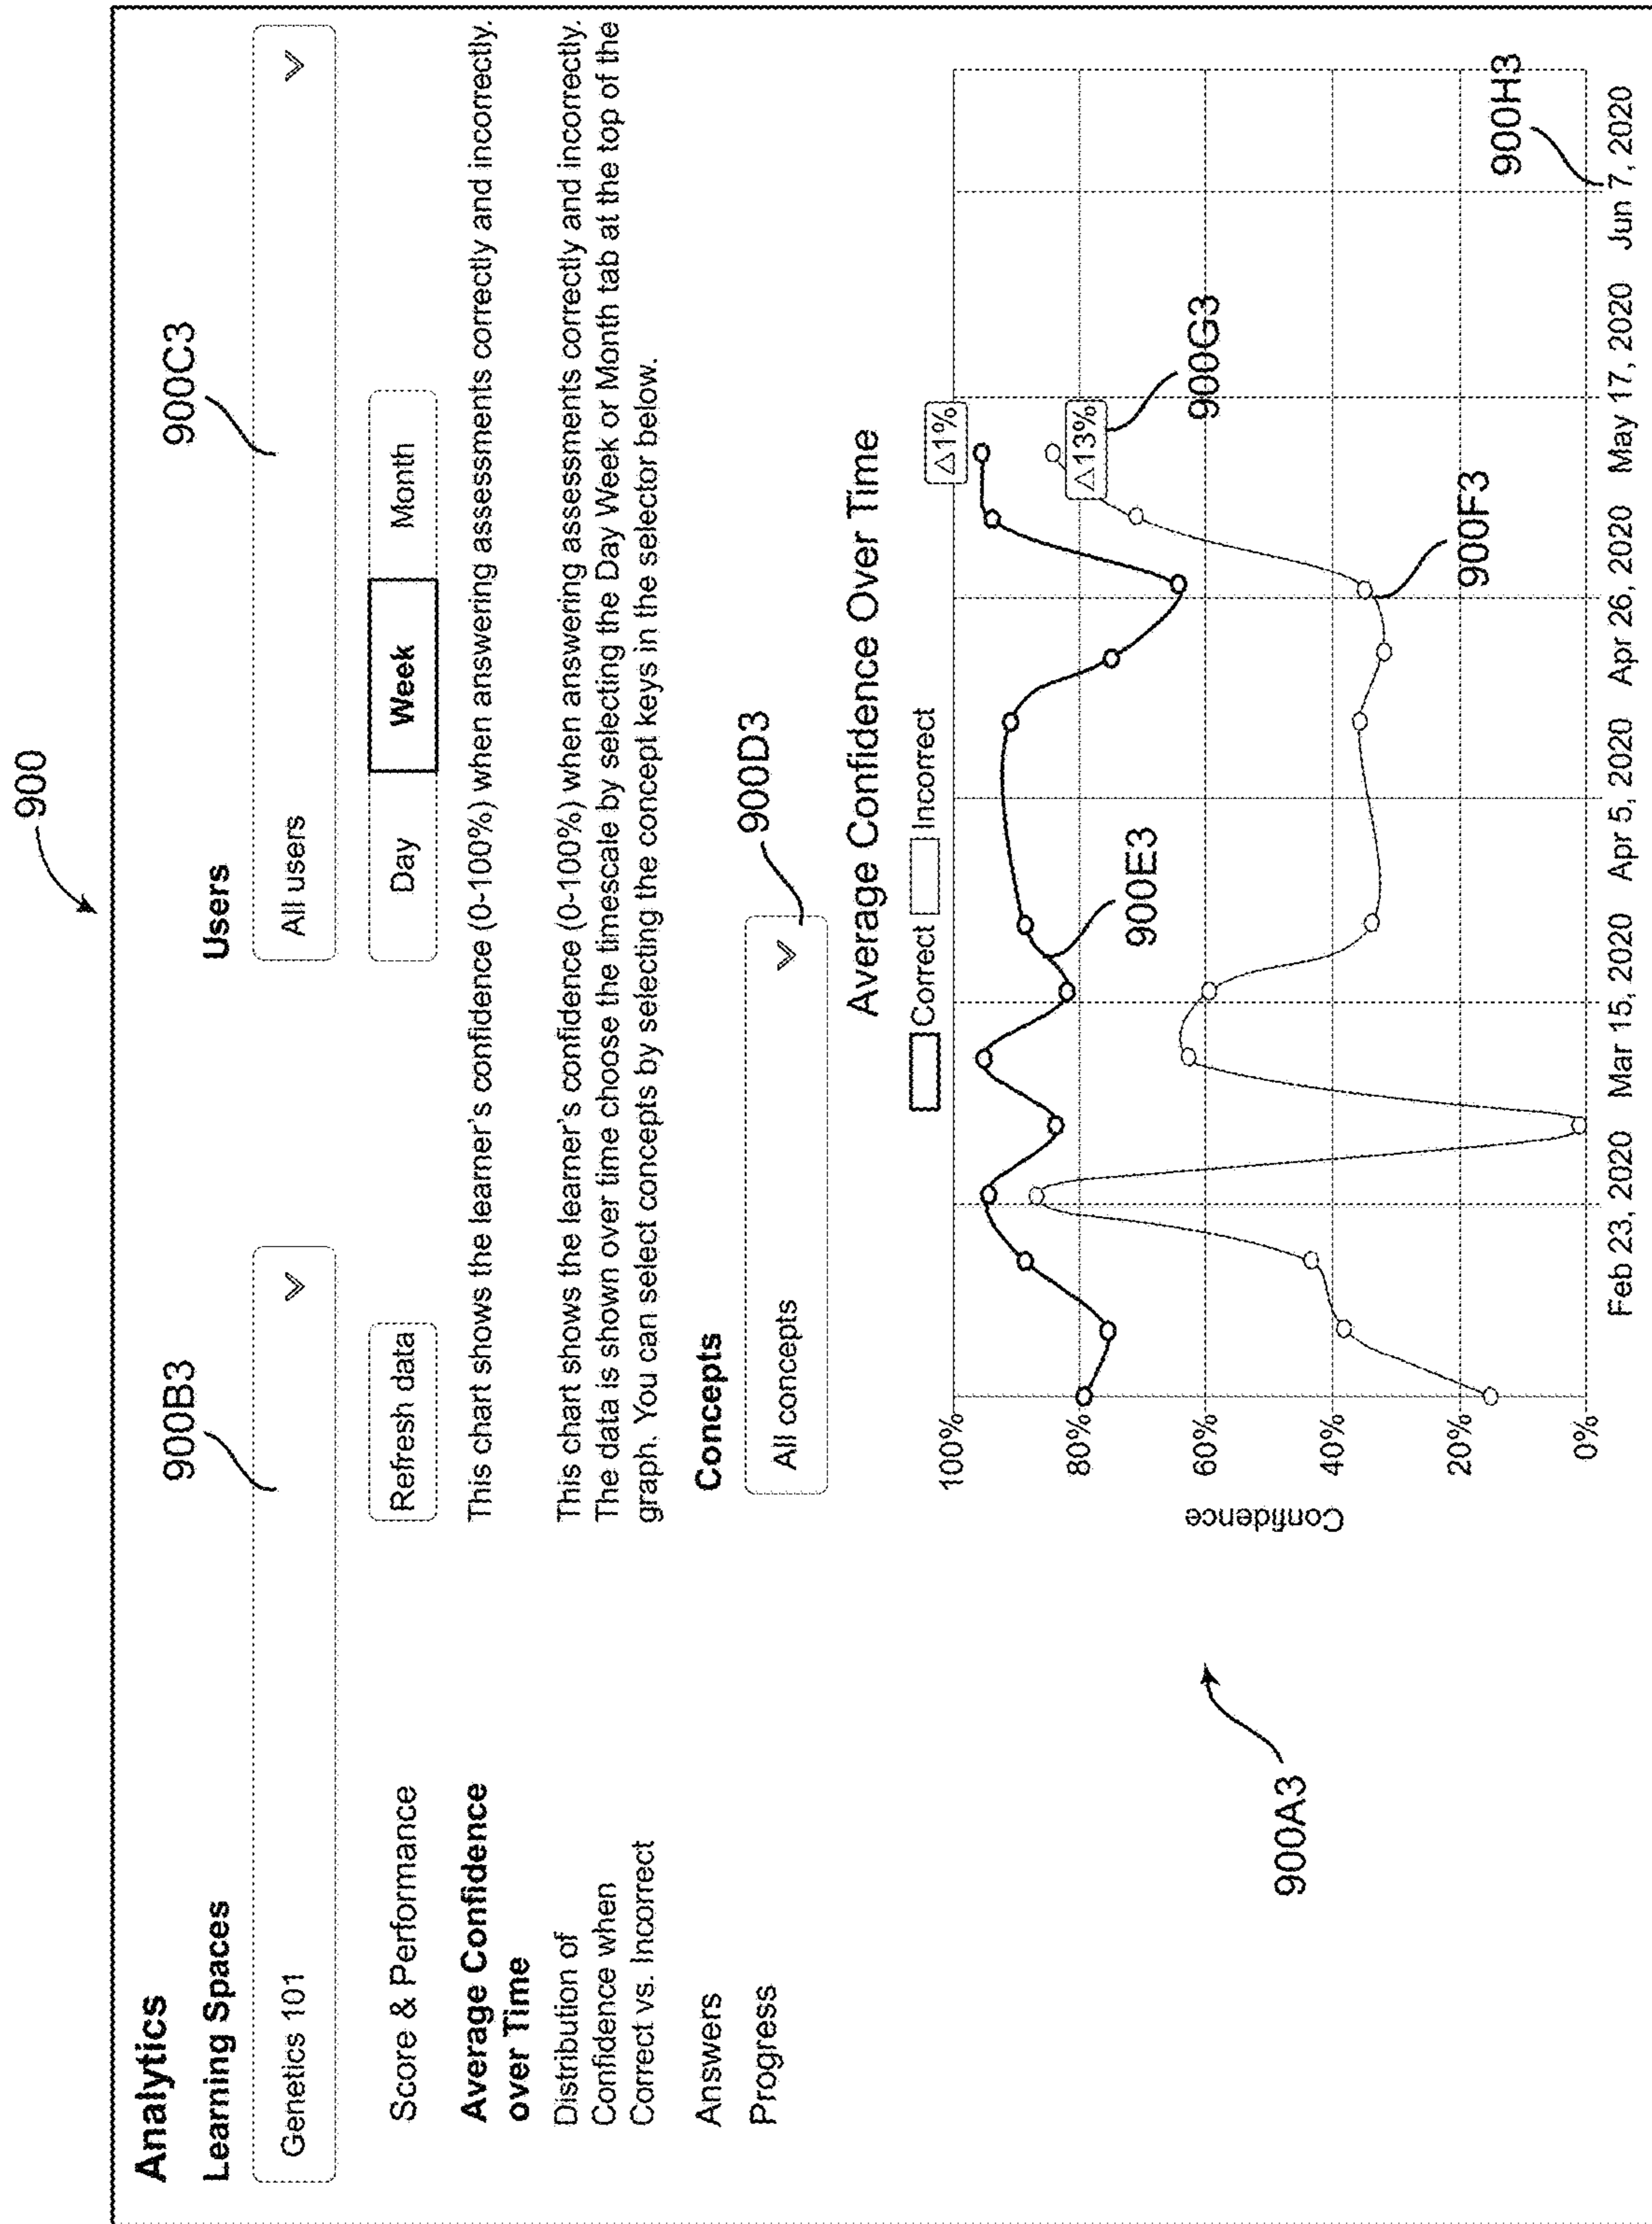 900
Analytics
Learning Spaces
900B3
Genetics 101
Users
900C3
All users
Refresh data
Day
Week
Month
Score & Performance
Average Confidence
over Time
Distribution of
Confidence when
Correct vs. Incorrect
Answers
Progress
This chart shows the learner's confidence (0-100%) when answering assessments correctly and incorrectly.
This chart shows the learner's confidence (0-100%) when answering assessments correctly and incorrectly.
The data is shown over time choose the timescale by selecting the Day Week or Month tab at the top of the
graph. You can select concepts by selecting the concept keys in the selector below.
Concepts
900D3
All concepts
Average Confidence Over Time
Correct
Incorrect
Confidence
100%
80%
60%
40%
20%
0%
△1%
△13%
900E3
900F3
900G3
900H3
900A3
Feb 23, 2020
Mar 15, 2020
Apr 5, 2020
Apr 26, 2020
May 17, 2020
Jun 7, 2020